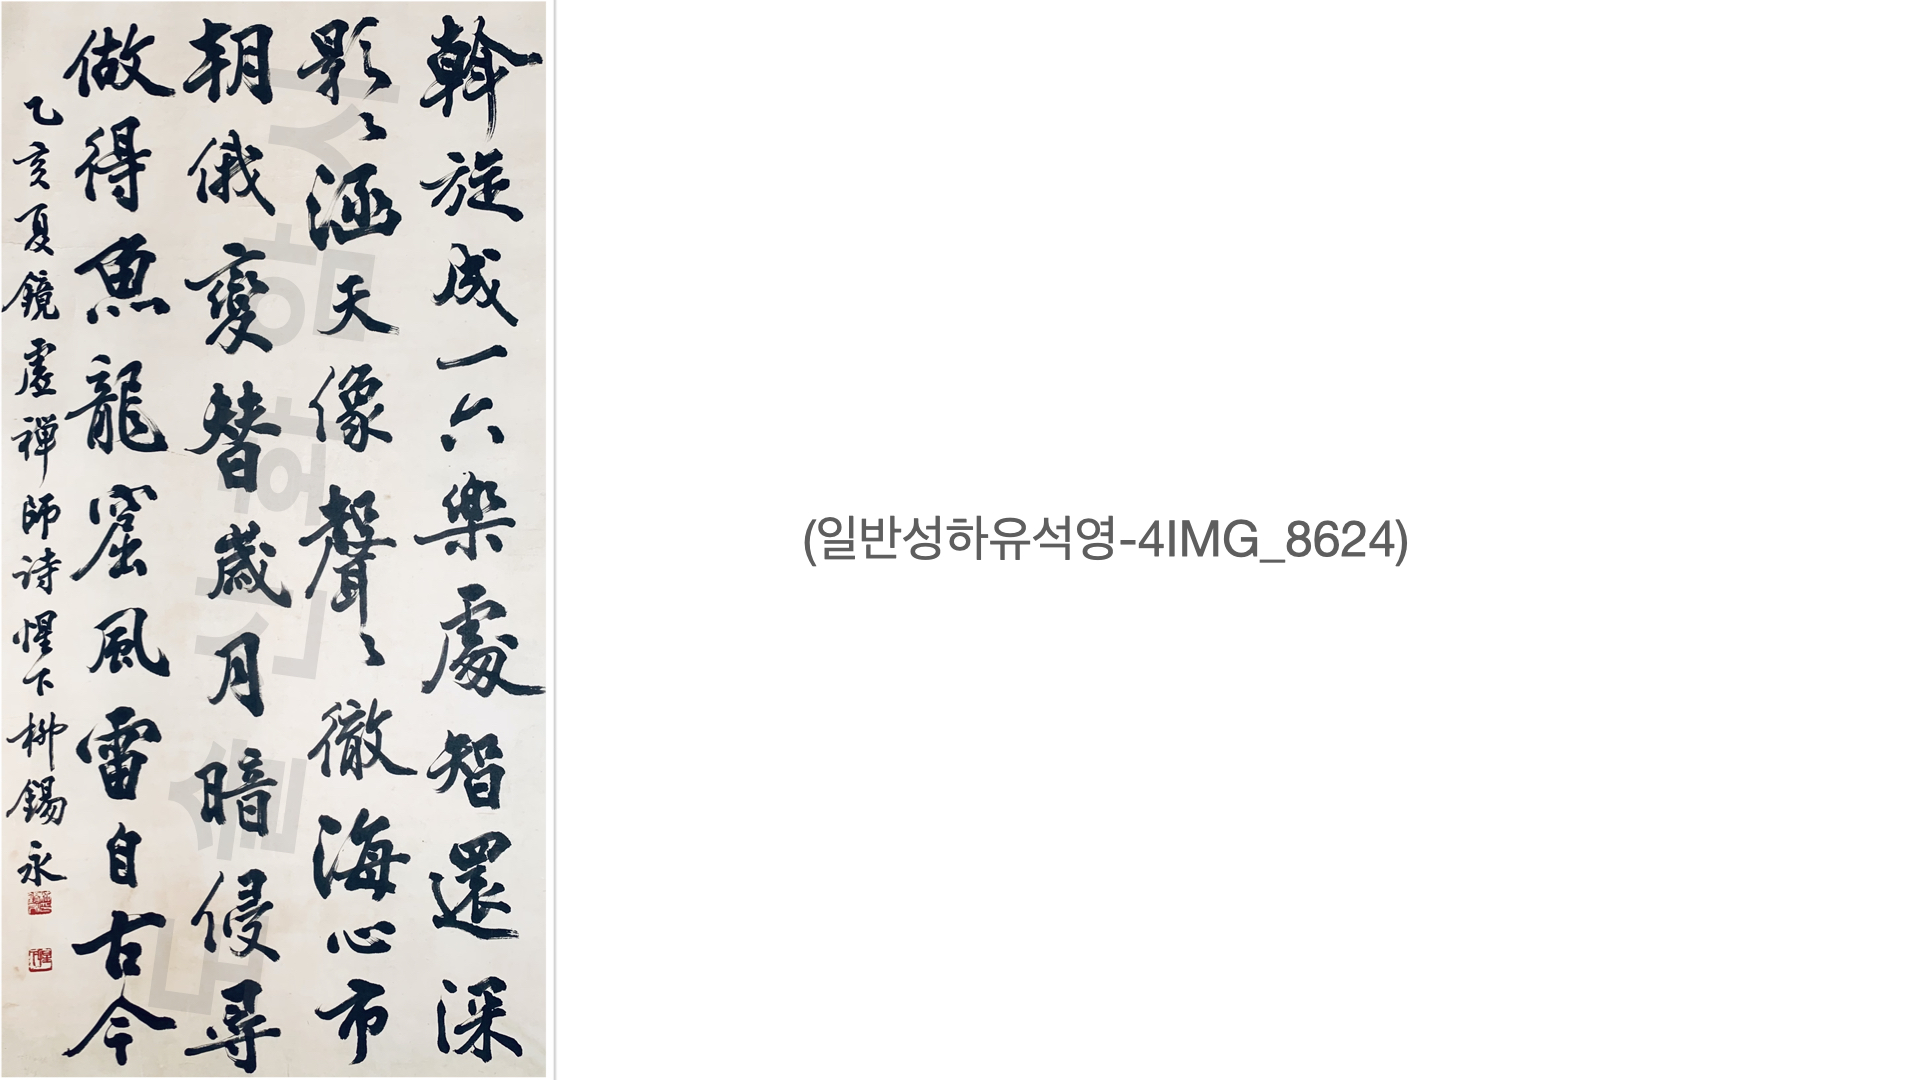 斡旋成一六樂處智還深
影〻涵天像聲〻徹海心市
朝俄變替歲月暗侵尋
做得魚龍窟風雷自古今
乙亥夏鏡虛禪師詩惺下柳錫永
(일반성하유석영-4IMG_8624)